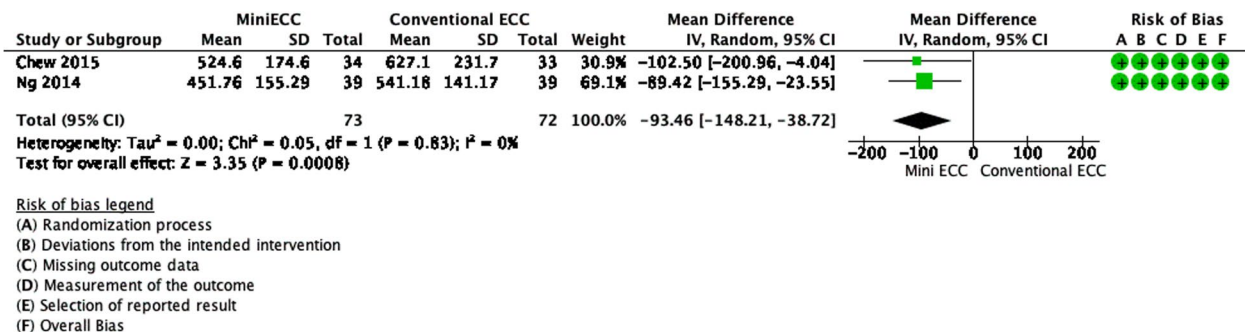 MiniECC Conventional ECC Mean Difference Mean Difference Risk of Bias
Study or Subgroup Mean SD Total Mean SD Total Weight IV, Random, 95% CI IV, Random, 95% CI A B C D E F
Chew 2015 524.6 174.6 34 627.1 231.7 33 30.9% -102.50 [-200.96, -4.04] + + + + + +
Ng 2014 451.76 155.29 39 541.18 141.17 39 69.1% -89.42 [-155.29, -23.55] + + + + + +
Total (95% CI) 73 72 100.0% -93.46 [-148.21, -38.72]
Heterogeneity: Tau² = 0.00; Chi² = 0.05, df = 1 (P = 0.83); I² = 0%
Test for overall effect: Z = 3.35 (P = 0.0008)
-200 -100 0 100 200
Mini ECC Conventional ECC
Risk of bias legend
(A) Randomization process
(B) Deviations from the intended intervention
(C) Missing outcome data
(D) Measurement of the outcome
(E) Selection of reported result
(F) Overall Bias